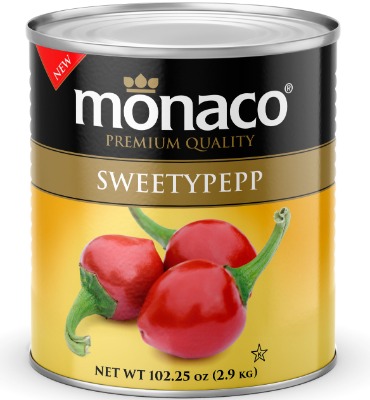 NEW
monaco®
PREMIUM QUALITY
SWEETYPEPP
K
NET WT 102.25 oz (2.9 KG)